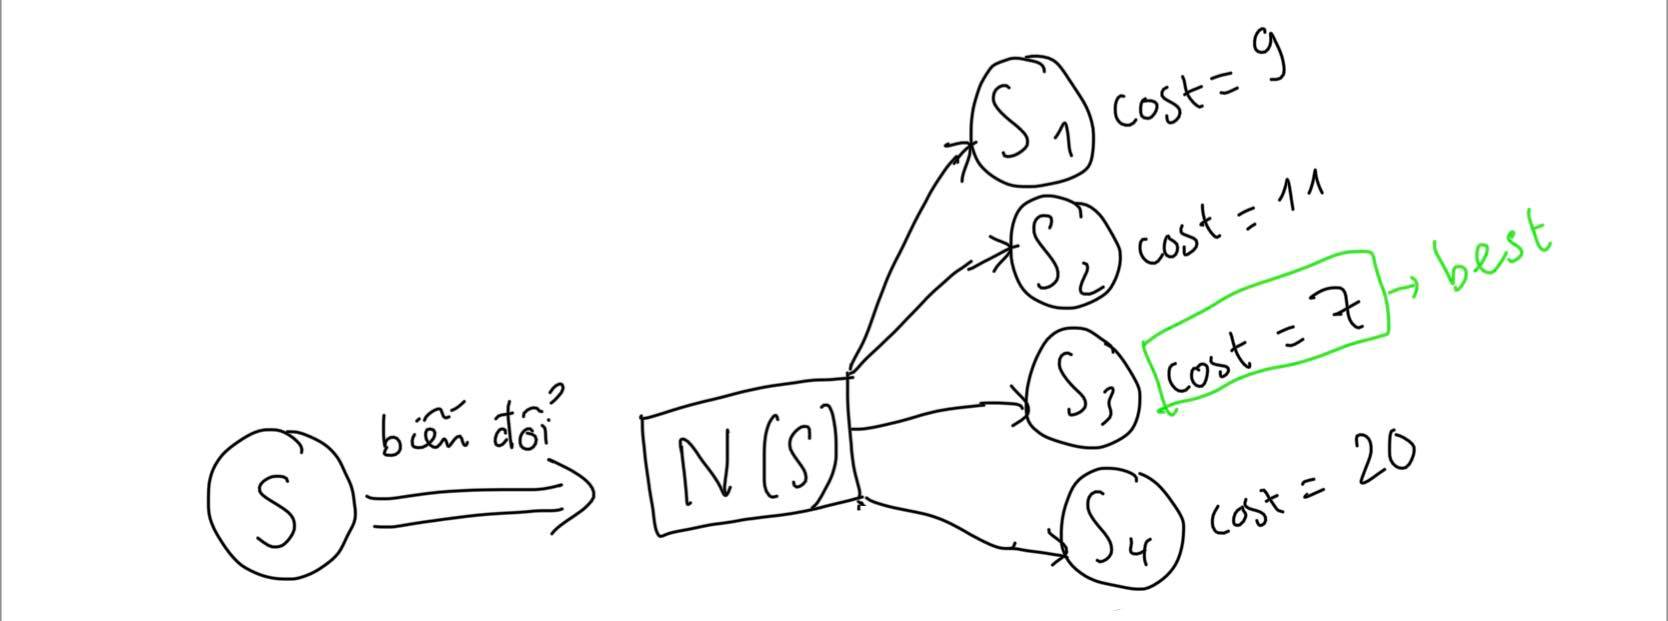 S
biến đổi
N(S)
S1 cost = 9
S2 cost = 11
S3 cost = 7 → best
S4 cost = 20